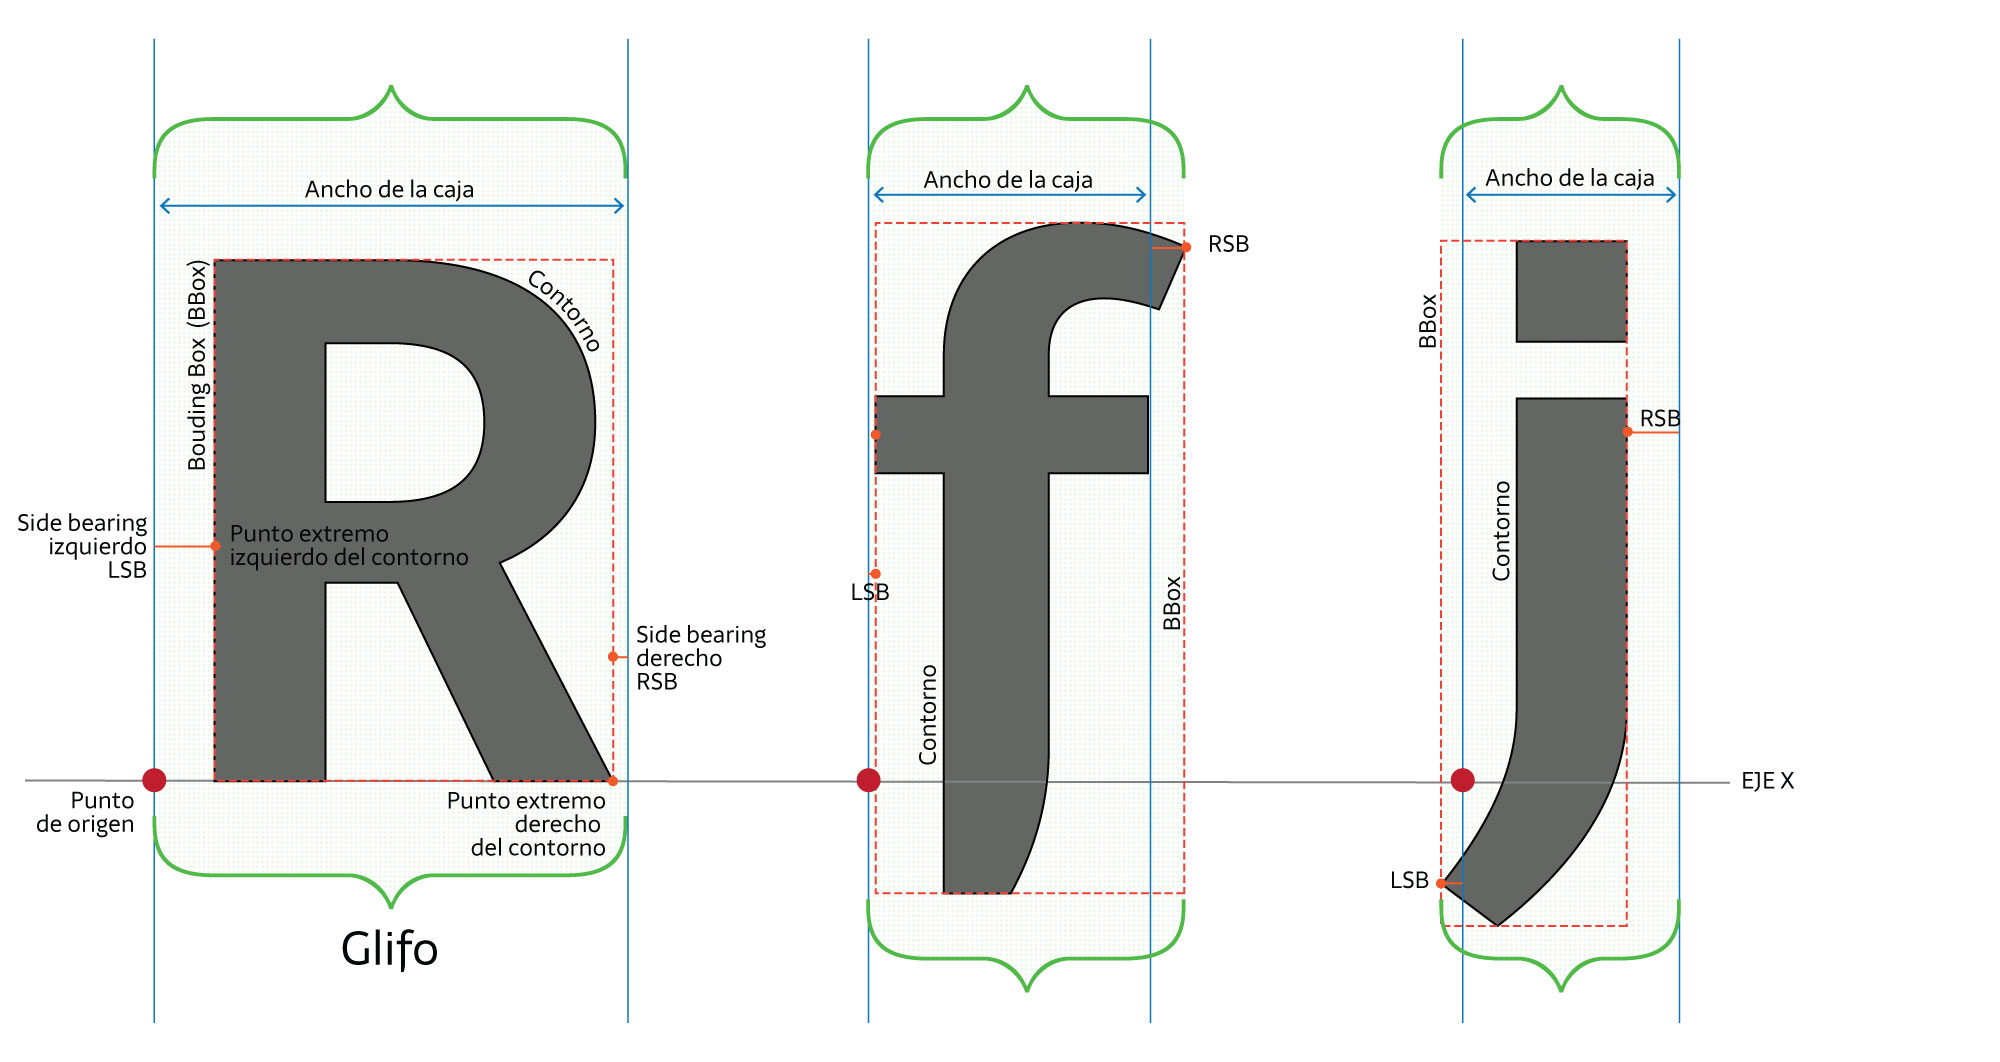 Ancho de la caja
Bouding Box (BBox)
Contorno
Side bearing
izquierdo
LSB
Punto extremo
izquierdo del contorno
Side bearing
derecho
RSB
Punto
de origen
Punto extremo
derecho
del contorno
Glifo
Ancho de la caja
RSB
LSB
BBox
Contorno
Ancho de la caja
BBox
RSB
Contorno
LSB
EJE X